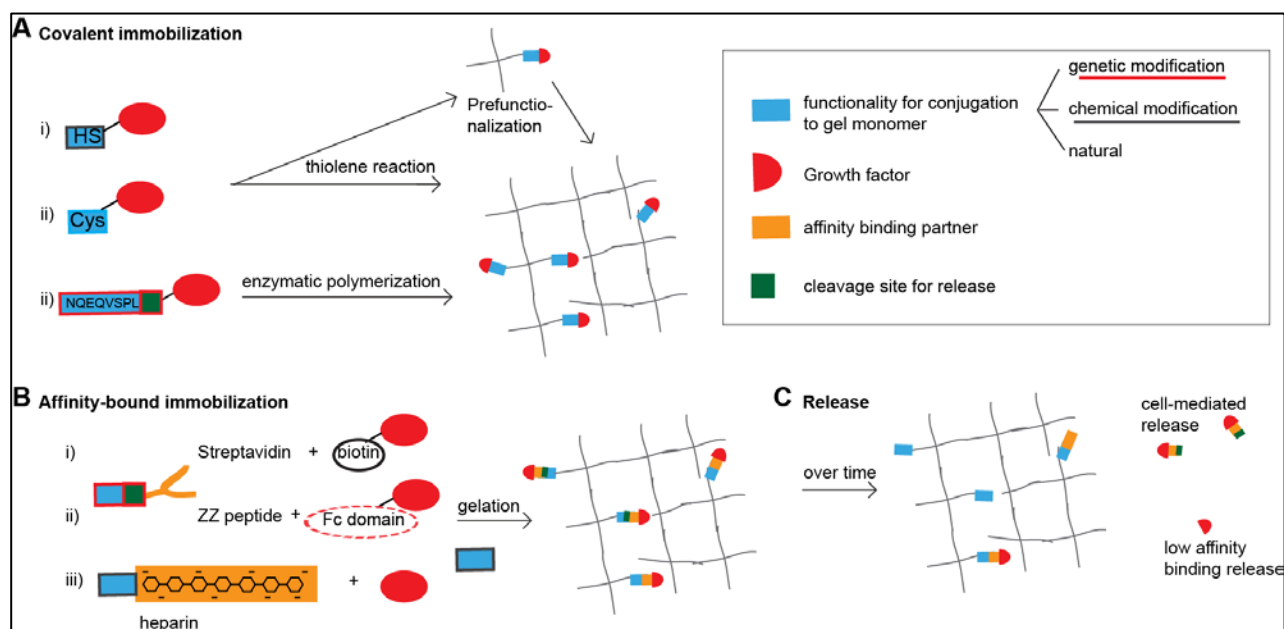 A Covalent immobilization
i)
HS
ii)
Cys
ii)
NQEQVSPL
thiolene reaction
enzymatic polymerization
Prefunctio-
nalization
functionality for conjugation
to gel monomer
genetic modification
chemical modification
natural
Growth factor
affinity binding partner
cleavage site for release
B Affinity-bound immobilization
i)
Streptavidin + biotin
ii)
ZZ peptide + Fc domain
iii)
+
heparin
gelation
C Release
over time
cell-mediated
release
low affinity
binding release